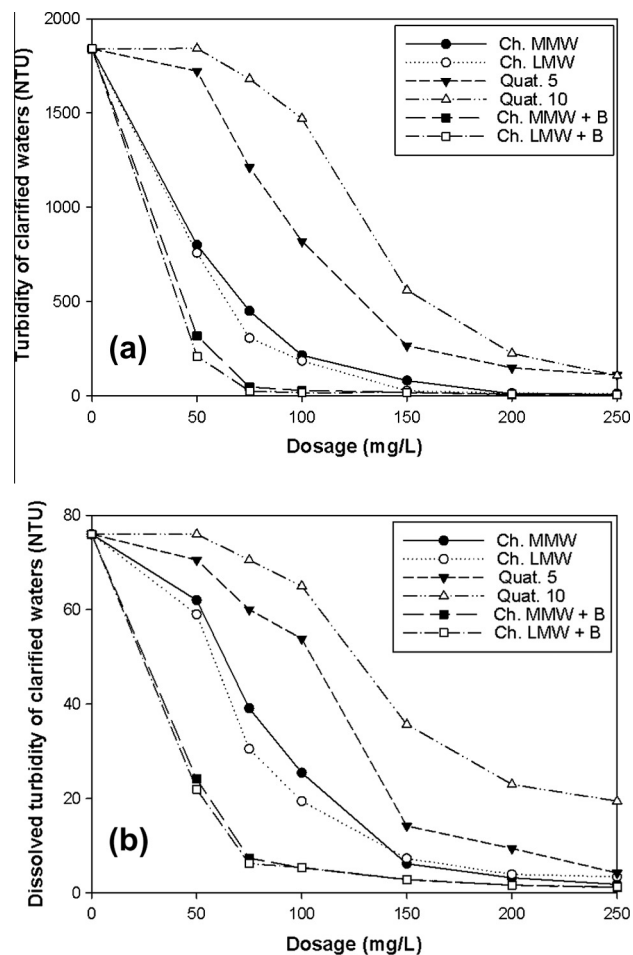 Turbidity of clarified waters (NTU)
2000
1500
1000
500
0
Ch. MMW
Ch. LMW
Quat. 5
Quat. 10
Ch. MMW + B
Ch. LMW + B
(a)
0 50 100 150 200 250
Dosage (mg/L)
Dissolved turbidity of clarified waters (NTU)
80
60
40
20
0
Ch. MMW
Ch. LMW
Quat. 5
Quat. 10
Ch. MMW + B
Ch. LMW + B
(b)
0 50 100 150 200 250
Dosage (mg/L)